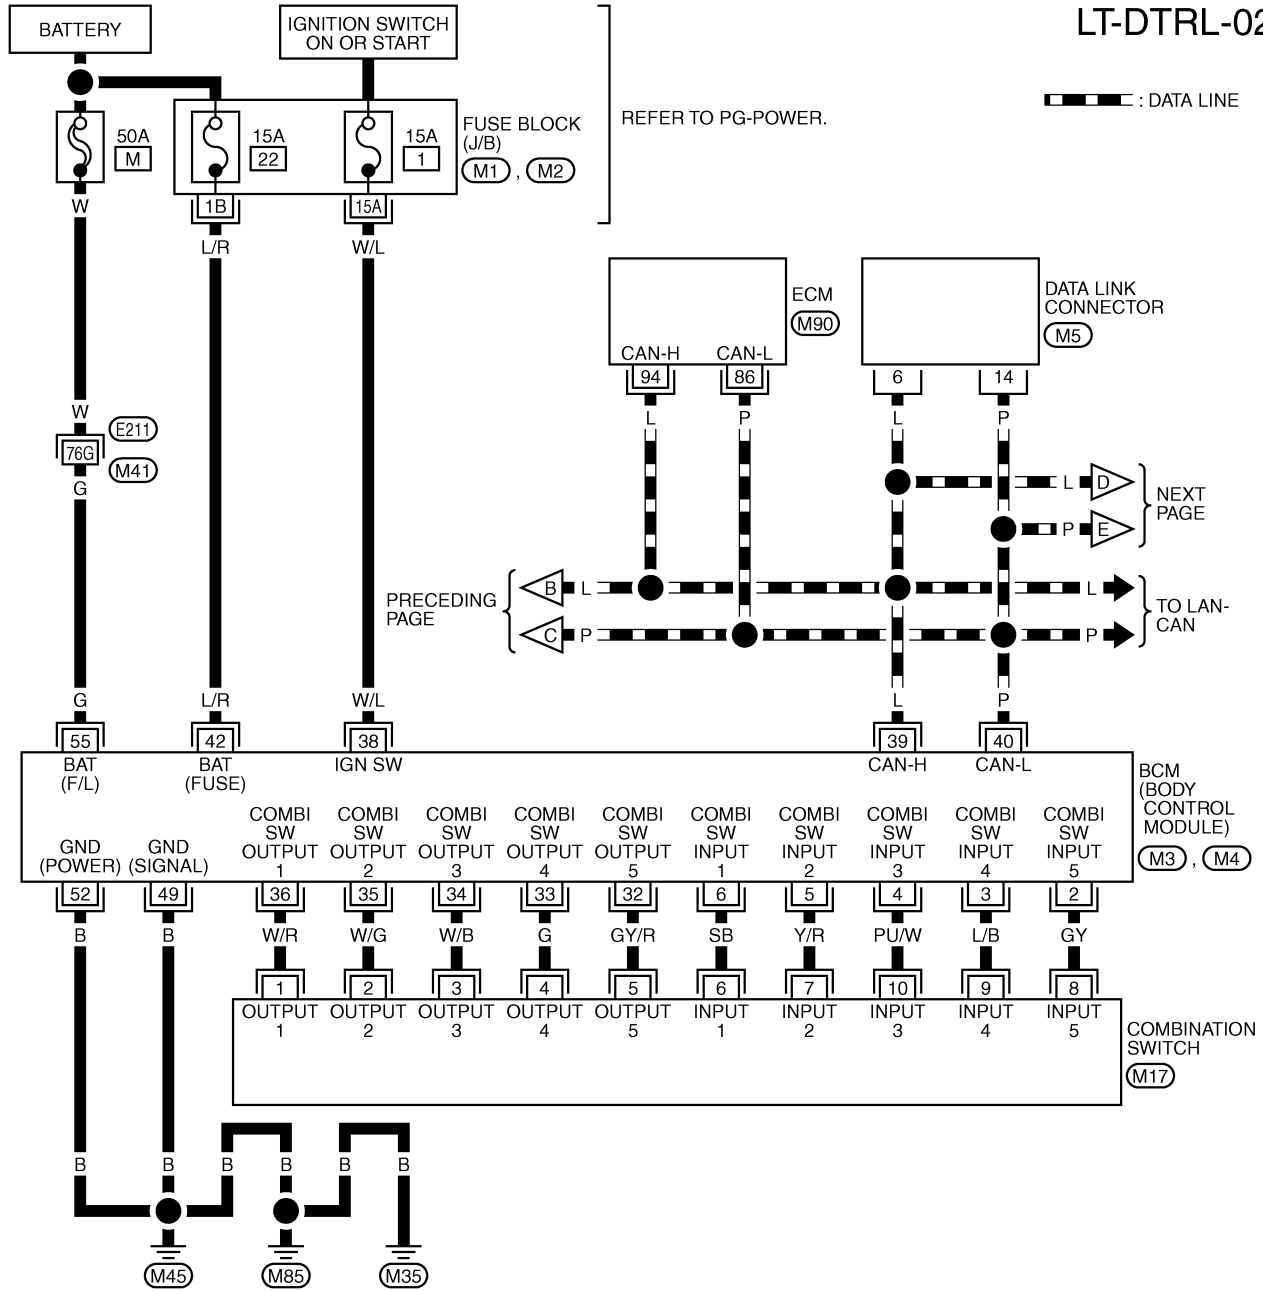 LT-DTRL-02
BATTERY
IGNITION SWITCH
ON OR START
: DATA LINE
REFER TO PG-POWER.
50A
M
15A
22
15A
1
FUSE BLOCK
(J/B)
M1 , M2
1B
15A
W
L/R
W/L
ECM
M90
CAN-H
CAN-L
94
86
DATA LINK
CONNECTOR
M5
6
14
L
P
L
P
W
E211
76G
M41
G
L
D
P
E
NEXT
PAGE
PRECEDING
PAGE
B
L
C
P
L
P
TO LAN-
CAN
G
L/R
W/L
L
P
55
42
38
39
40
BAT
(F/L)
BAT
(FUSE)
IGN SW
CAN-H
CAN-L
BCM
(BODY
CONTROL
MODULE)
M3 , M4
GND
(POWER)
GND
(SIGNAL)
COMBI
SW
OUTPUT
1
COMBI
SW
OUTPUT
2
COMBI
SW
OUTPUT
3
COMBI
SW
OUTPUT
4
COMBI
SW
OUTPUT
5
COMBI
SW
INPUT
1
COMBI
SW
INPUT
2
COMBI
SW
INPUT
3
COMBI
SW
INPUT
4
COMBI
SW
INPUT
5
52
49
36
35
34
33
32
6
5
4
3
2
B
B
W/R
W/G
W/B
G
GY/R
SB
Y/R
PU/W
L/B
GY
1
2
3
4
5
6
7
10
9
8
OUTPUT
1
OUTPUT
2
OUTPUT
3
OUTPUT
4
OUTPUT
5
INPUT
1
INPUT
2
INPUT
3
INPUT
4
INPUT
5
COMBINATION
SWITCH
M17
B
B
B
B
B
B
M45
M85
M35